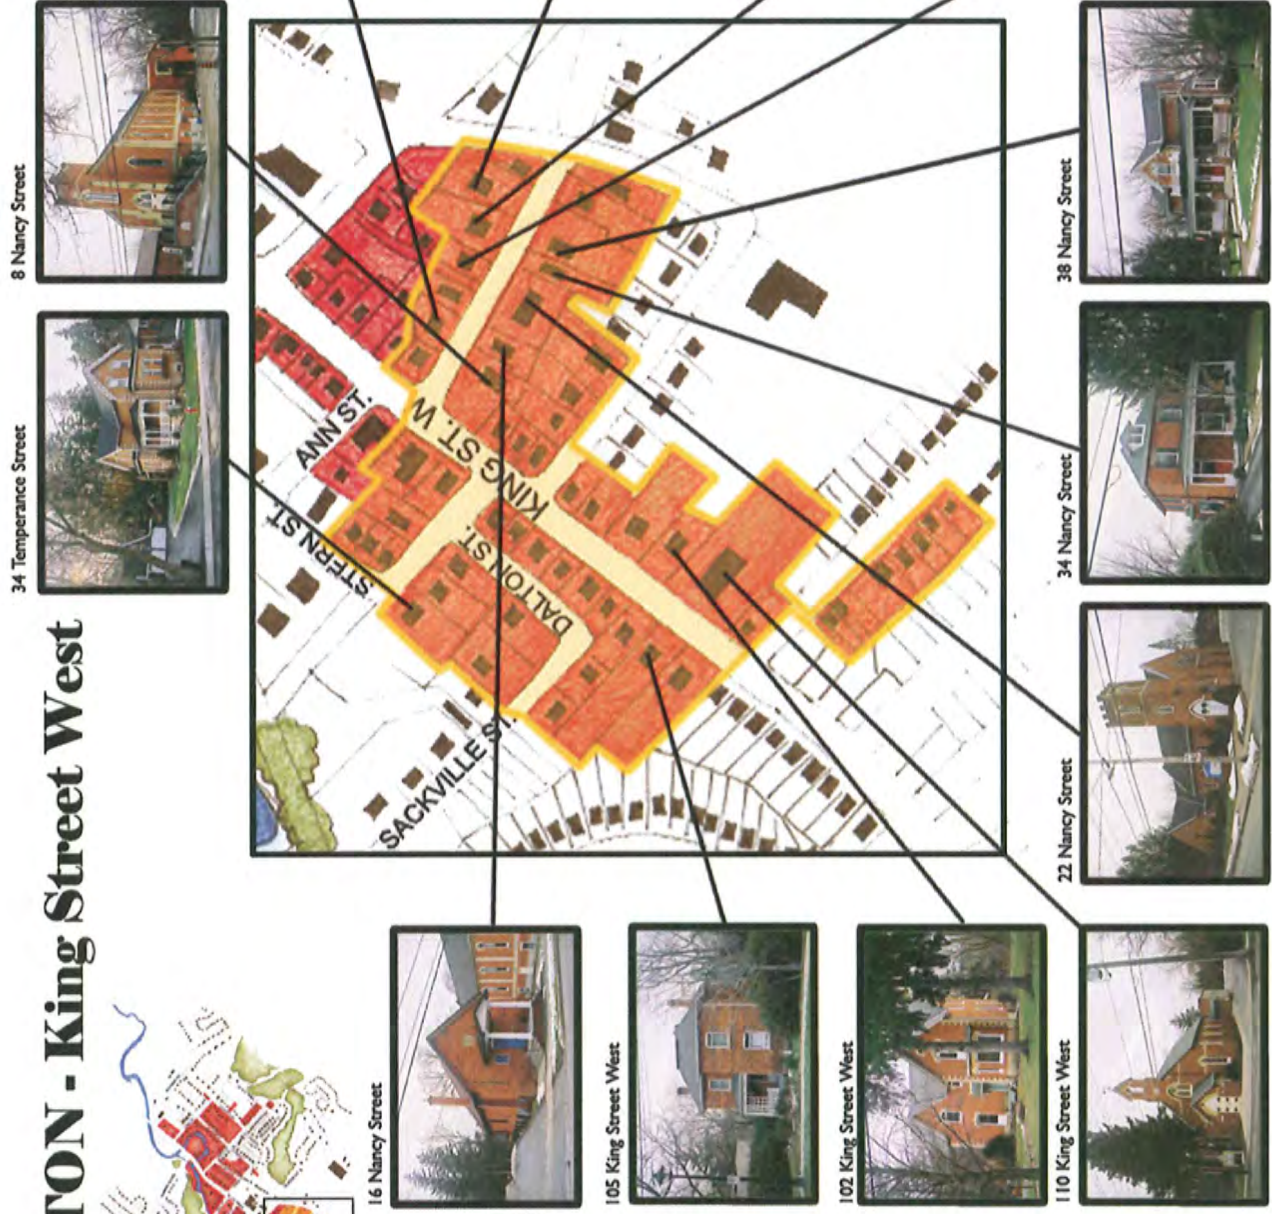 TON - King Street West
34 Temperance Street
8 Nancy Street
16 Nancy Street
105 King Street West
102 King Street West
110 King Street West
22 Nancy Street
34 Nancy Street
38 Nancy Street
ANN ST.
STERN ST.
KING ST. W
KING
DALTON ST.
SACKVILLE S